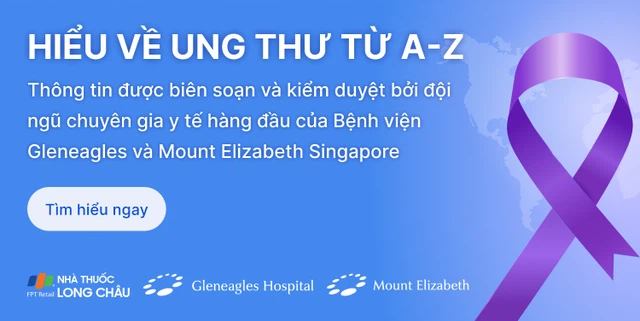 HIỂU VỀ UNG THƯ TỪ A-Z
Thông tin được biên soạn và kiểm duyệt bởi đội
ngũ chuyên gia y tế hàng đầu của Bệnh viện
Gleneagles và Mount Elizabeth Singapore
Tìm hiểu ngay
FPT Retail
NHÀ THUỐC
LONG CHÂU
Gleneagles Hospital
Mount Elizabeth